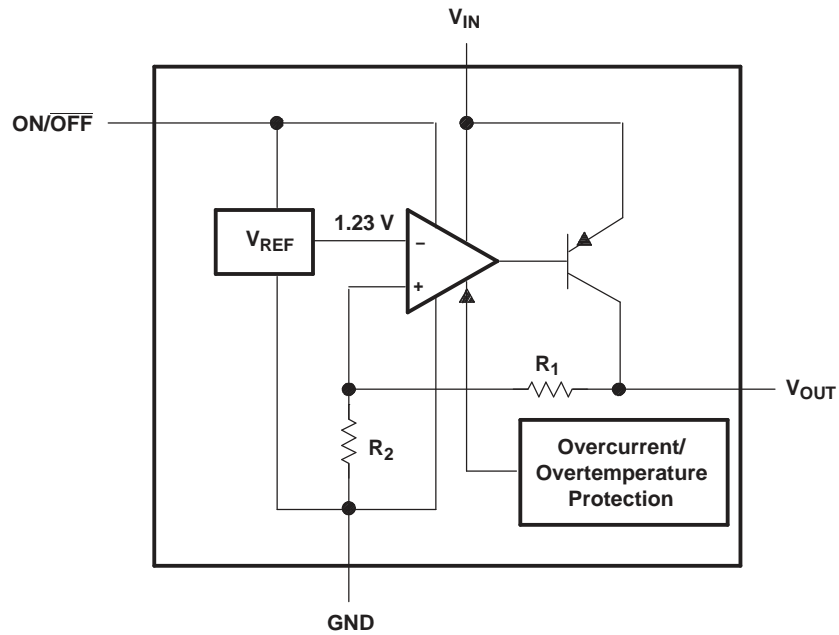 VIN
ON/OFF
1.23 V
VREF
−
+
R1
VOUT
R2
Overcurrent/
Overtemperature
Protection
GND